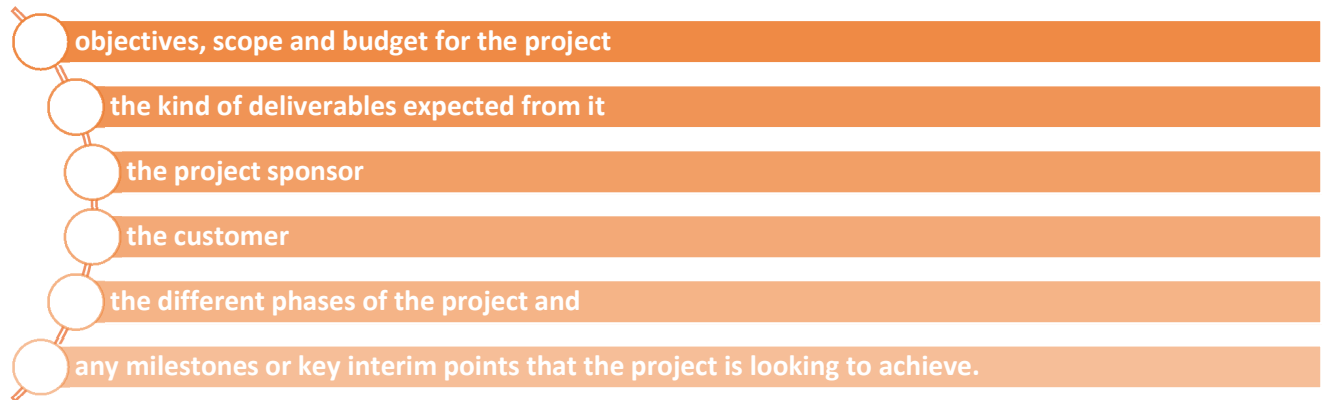 objectives, scope and budget for the project
the kind of deliverables expected from it
the project sponsor
the customer
the different phases of the project and
any milestones or key interim points that the project is looking to achieve.